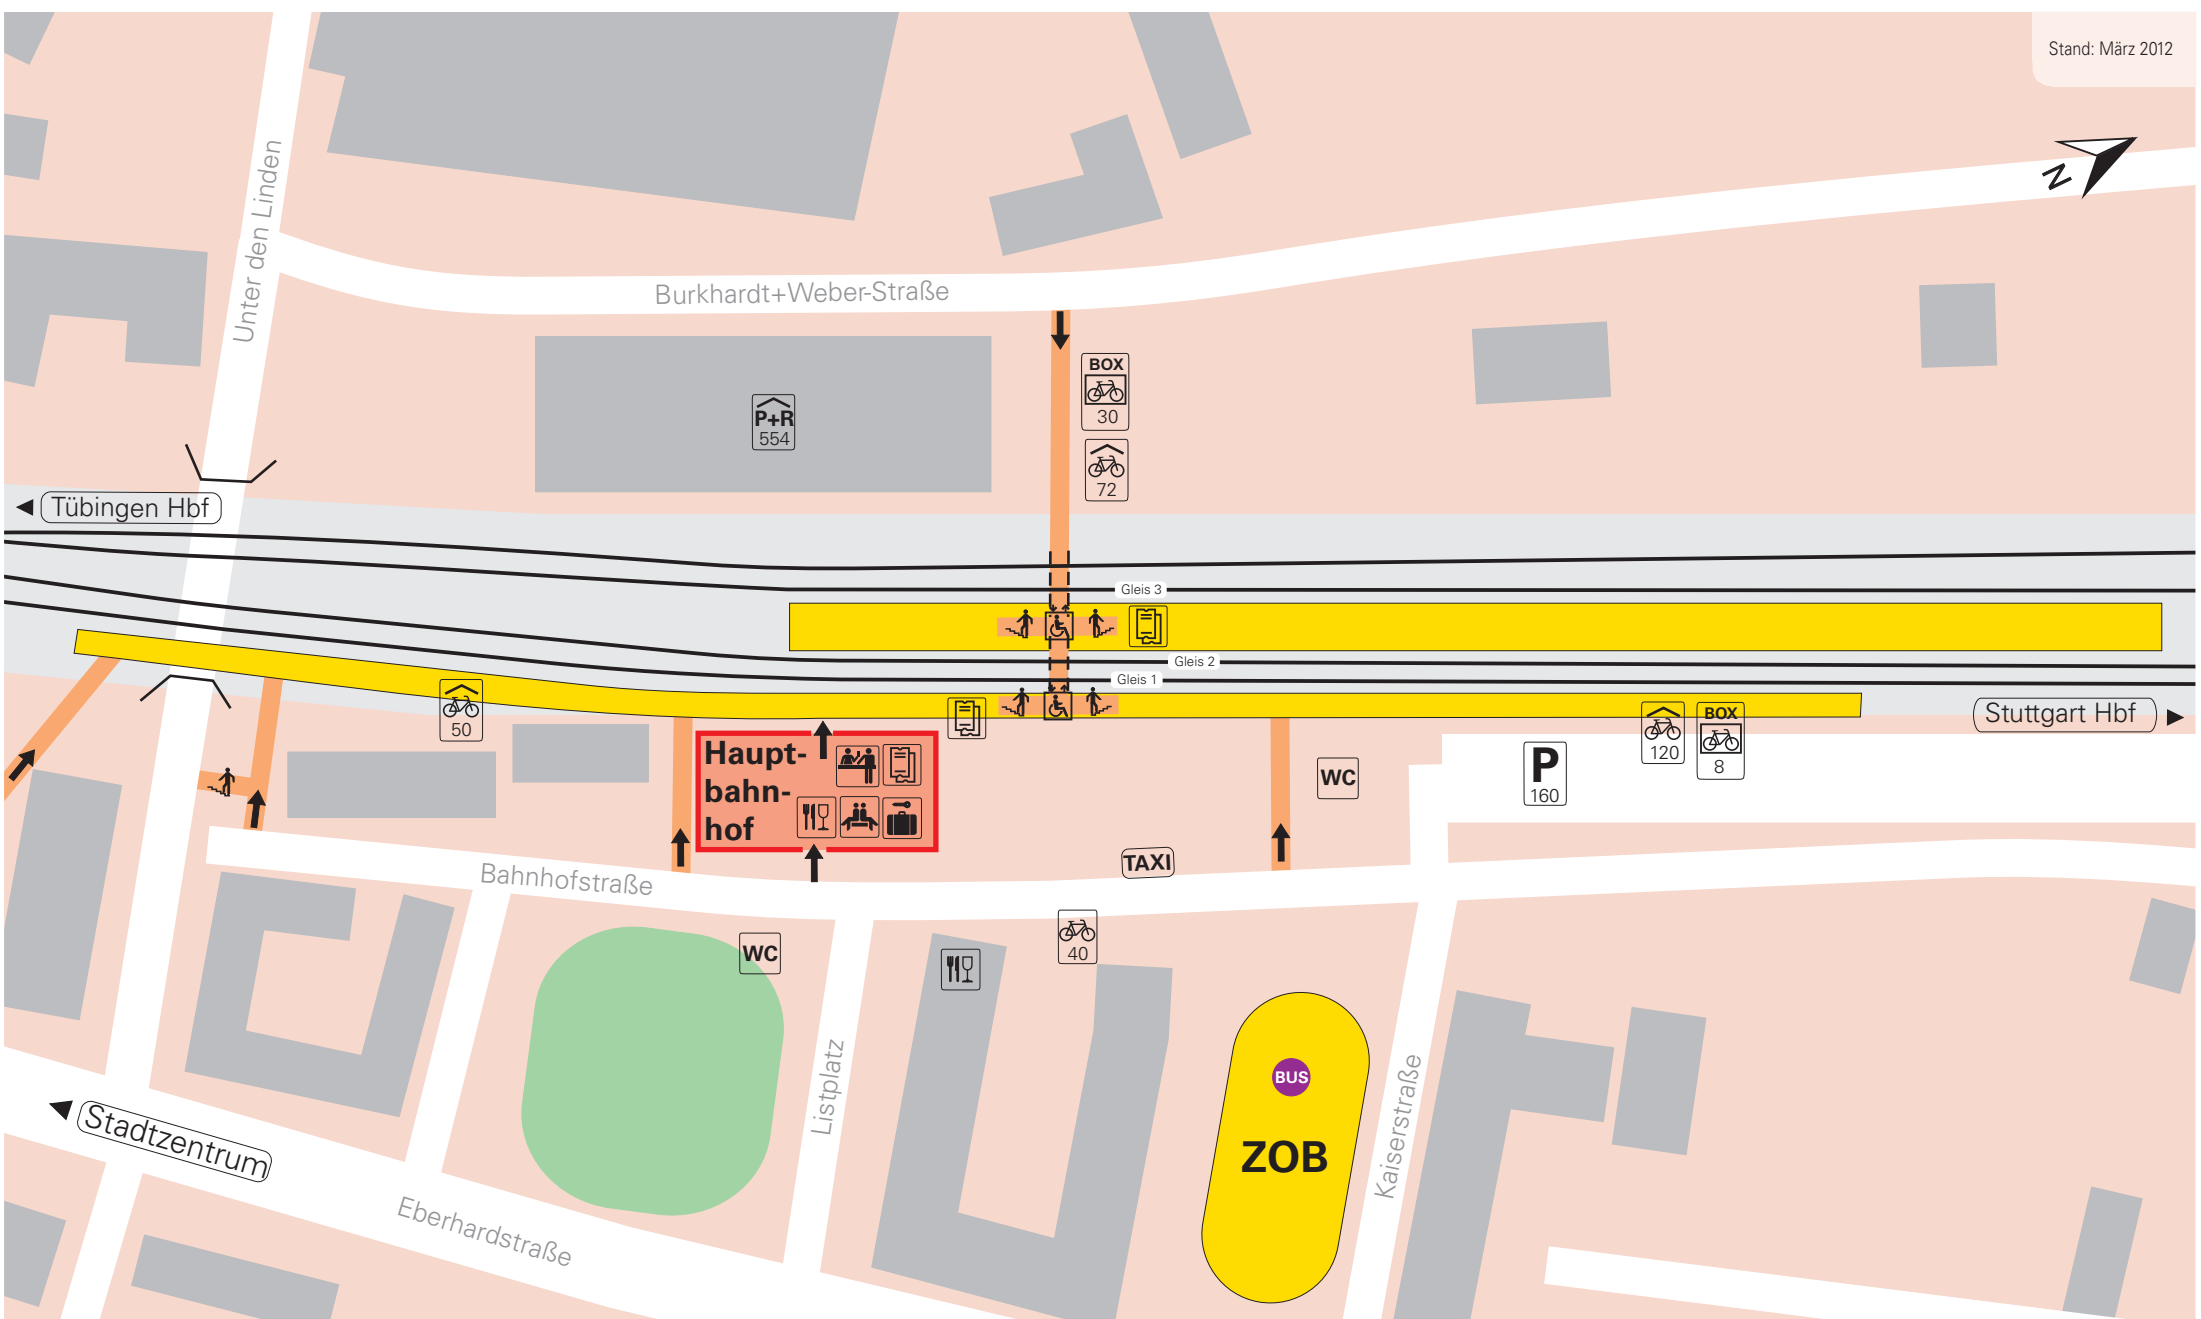 Stand: März 2012
N
Unter den Linden
Burkhardt+Weber-Straße
BOX
30
P+R
554
72
Tübingen Hbf
Gleis 3
Gleis 2
Gleis 1
50
Stuttgart Hbf
BOX
120
8
Haupt-
bahn-
hof
WC
P
160
TAXI
Bahnhofstraße
WC
40
Listplatz
BUS
ZOB
Kaiserstraße
Stadtzentrum
Eberhardstraße